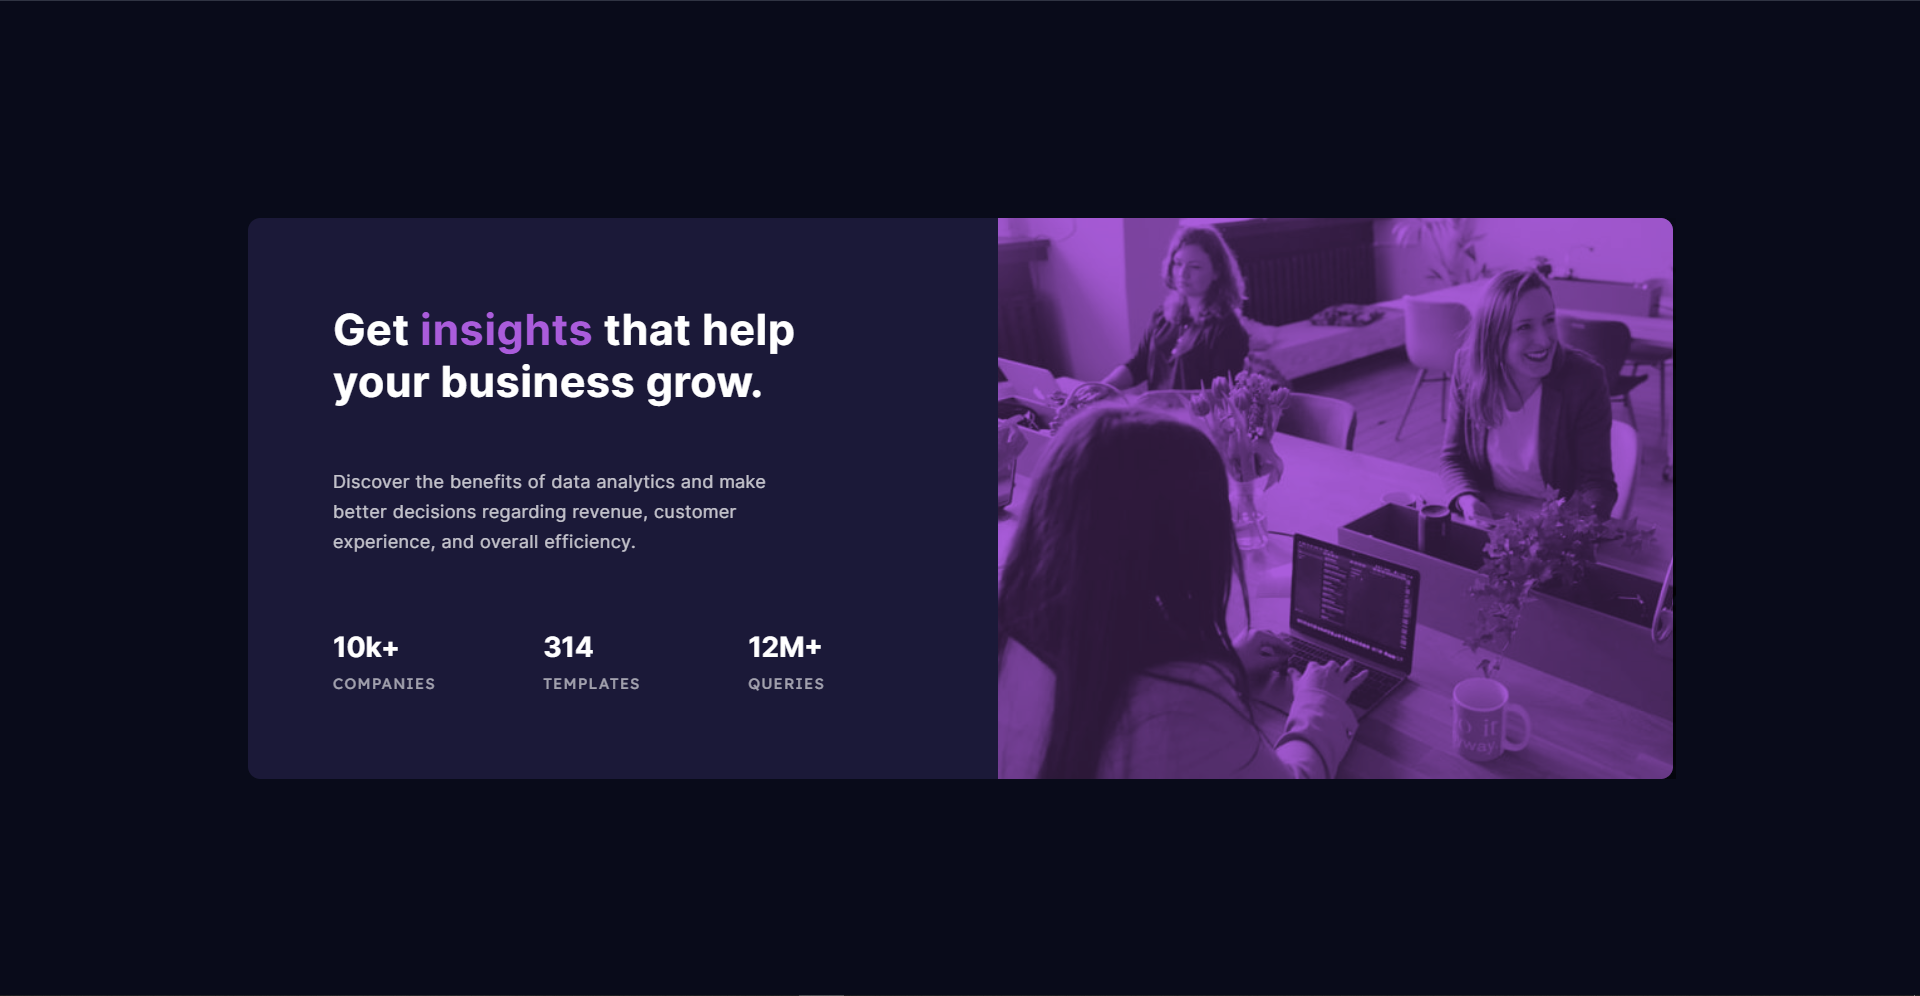 Get insights that help
your business grow.
Discover the benefits of data analytics and make
better decisions regarding revenue, customer
experience, and overall efficiency.
10k+
314
12M+
COMPANIES
TEMPLATES
QUERIES